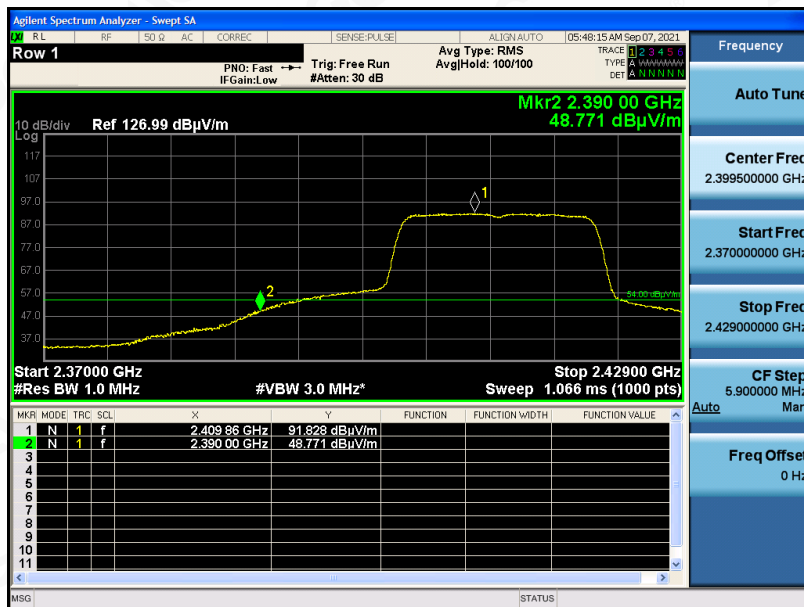 Agilent Spectrum Analyzer - Swept SA
LXI RL RF 50 Ω AC CORREC SENSE:PULSE ALIGN AUTO 05:48:15 AM Sep 07, 2021
Row 1
PNO: Fast
IFGain:Low
Trig: Free Run
#Atten: 30 dB
Avg Type: RMS
Avg|Hold: 100/100
TRACE 1 2 3 4 5 6
TYPE A WWWWW
DET A N N N N N
Mkr2 2.390 00 GHz
48.771 dBµV/m
10 dB/div Ref 126.99 dBµV/m
Log
117
107
97.0
87.0
77.0
67.0
57.0
47.0
37.0
1
2
54.00 dBµV/m
Start 2.37000 GHz Stop 2.42900 GHz
#Res BW 1.0 MHz #VBW 3.0 MHz* Sweep 1.066 ms (1000 pts)
MKR MODE TRC SCL X Y FUNCTION FUNCTION WIDTH FUNCTION VALUE
1 N 1 f 2.409 86 GHz 91.828 dBµV/m
2 N 1 f 2.390 00 GHz 48.771 dBµV/m
3
4
5
6
7
8
9
10
11
MSG STATUS
Frequency
Auto Tune
Center Freq
2.399500000 GHz
Start Freq
2.370000000 GHz
Stop Freq
2.429000000 GHz
CF Step
5.900000 MHz
Auto Man
Freq Offset
0 Hz